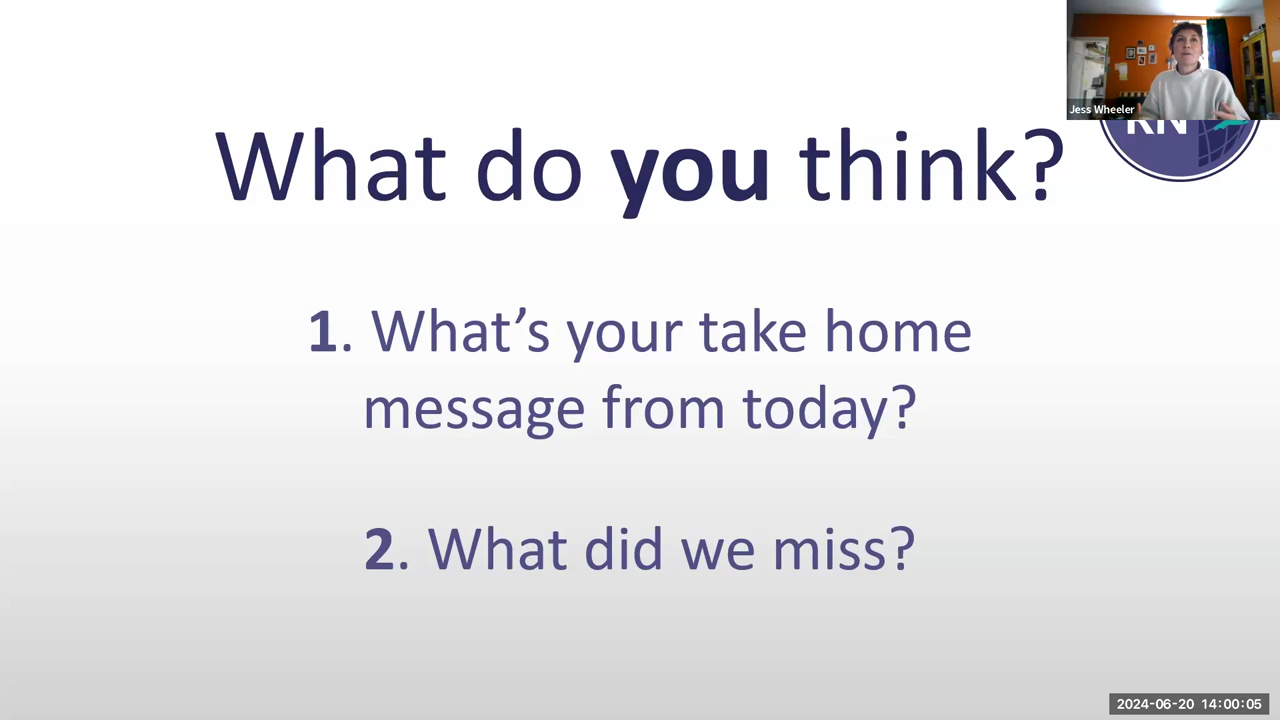 Jess Wheeler
RN
What do you think?
1. What’s your take home
message from today?
2. What did we miss?
2024-06-20 14:00:05